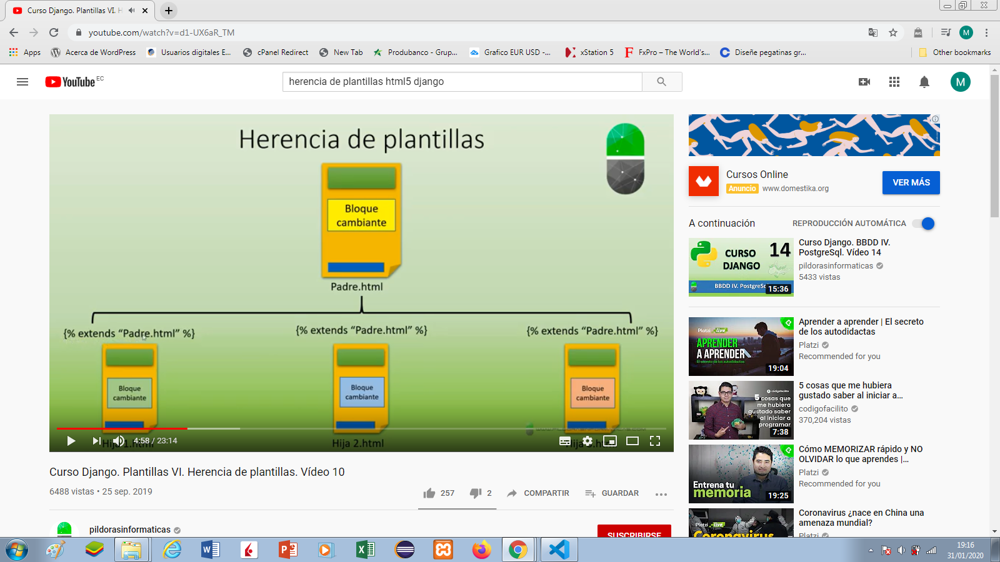 Curso Django. Plantillas VI. H
youtube.com/watch?v=d1-UX6aR_TM
M
Apps
Acerca de WordPress
Usuarios digitales E...
cPanel Redirect
New Tab
Produbanco - Grup...
Grafico EUR USD -...
xStation 5
FxPro – The World's...
Diseñe pegatinas gr...
Other bookmarks
YouTube EC
herencia de plantillas html5 django
M
Herencia de plantillas
Bloque
cambiante
Padre.html
{% extends “Padre.html” %}
{% extends “Padre.html” %}
{% extends “Padre.html” %}
Bloque
cambiante
Bloque
cambiante
Bloque
cambiante
4:58 / 23:14
Hija 1.html
Hija 2.html
Hija 3.html
Curso Django. Plantillas VI. Herencia de plantillas. Vídeo 10
6488 vistas • 25 sep. 2019
257
2
COMPARTIR
GUARDAR
pildorasinformaticas
SUSCRIBIRSE
Cursos Online
Anuncio www.domestika.org
VER MÁS
A continuación
REPRODUCCIÓN AUTOMÁTICA
CURSO
DJANGO
14
BBDD IV. PostgreSql
15:36
Curso Django. BBDD IV.
PostgreSql. Vídeo 14
pildorasinformaticas
5433 vistas
Platzi live
APRENDER
A APRENDER
El secreto de los autodidactas
19:04
Aprender a aprender | El secreto
de los autodidactas
Platzi
Recommended for you
codigofacilito
5 cosas que me
hubiera gustado
saber al iniciar a
programar
7:38
5 cosas que me hubiera
gustado saber al iniciar a...
codigofacilito
370,204 vistas
Entrena tu
memoria
19:25
Cómo MEMORIZAR rápido y NO
OLVIDAR lo que aprendes |...
Platzi
Recommended for you
Platzi live
Coronavirus
Coronavirus ¿nace en China una
amenaza mundial?
Platzi
19:16
31/01/2020